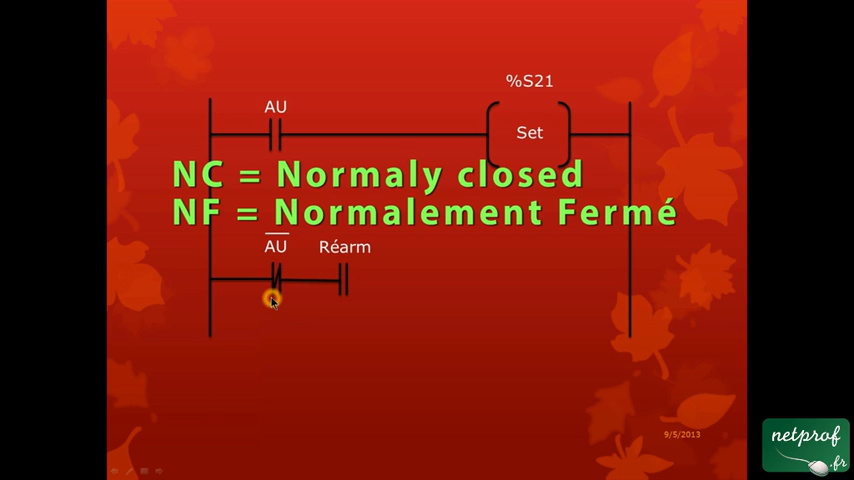 %S21
AU
Set
NC = Normaly closed
NF = Normalement Fermé
AU Réarm
9/5/2013
netprof
.fr